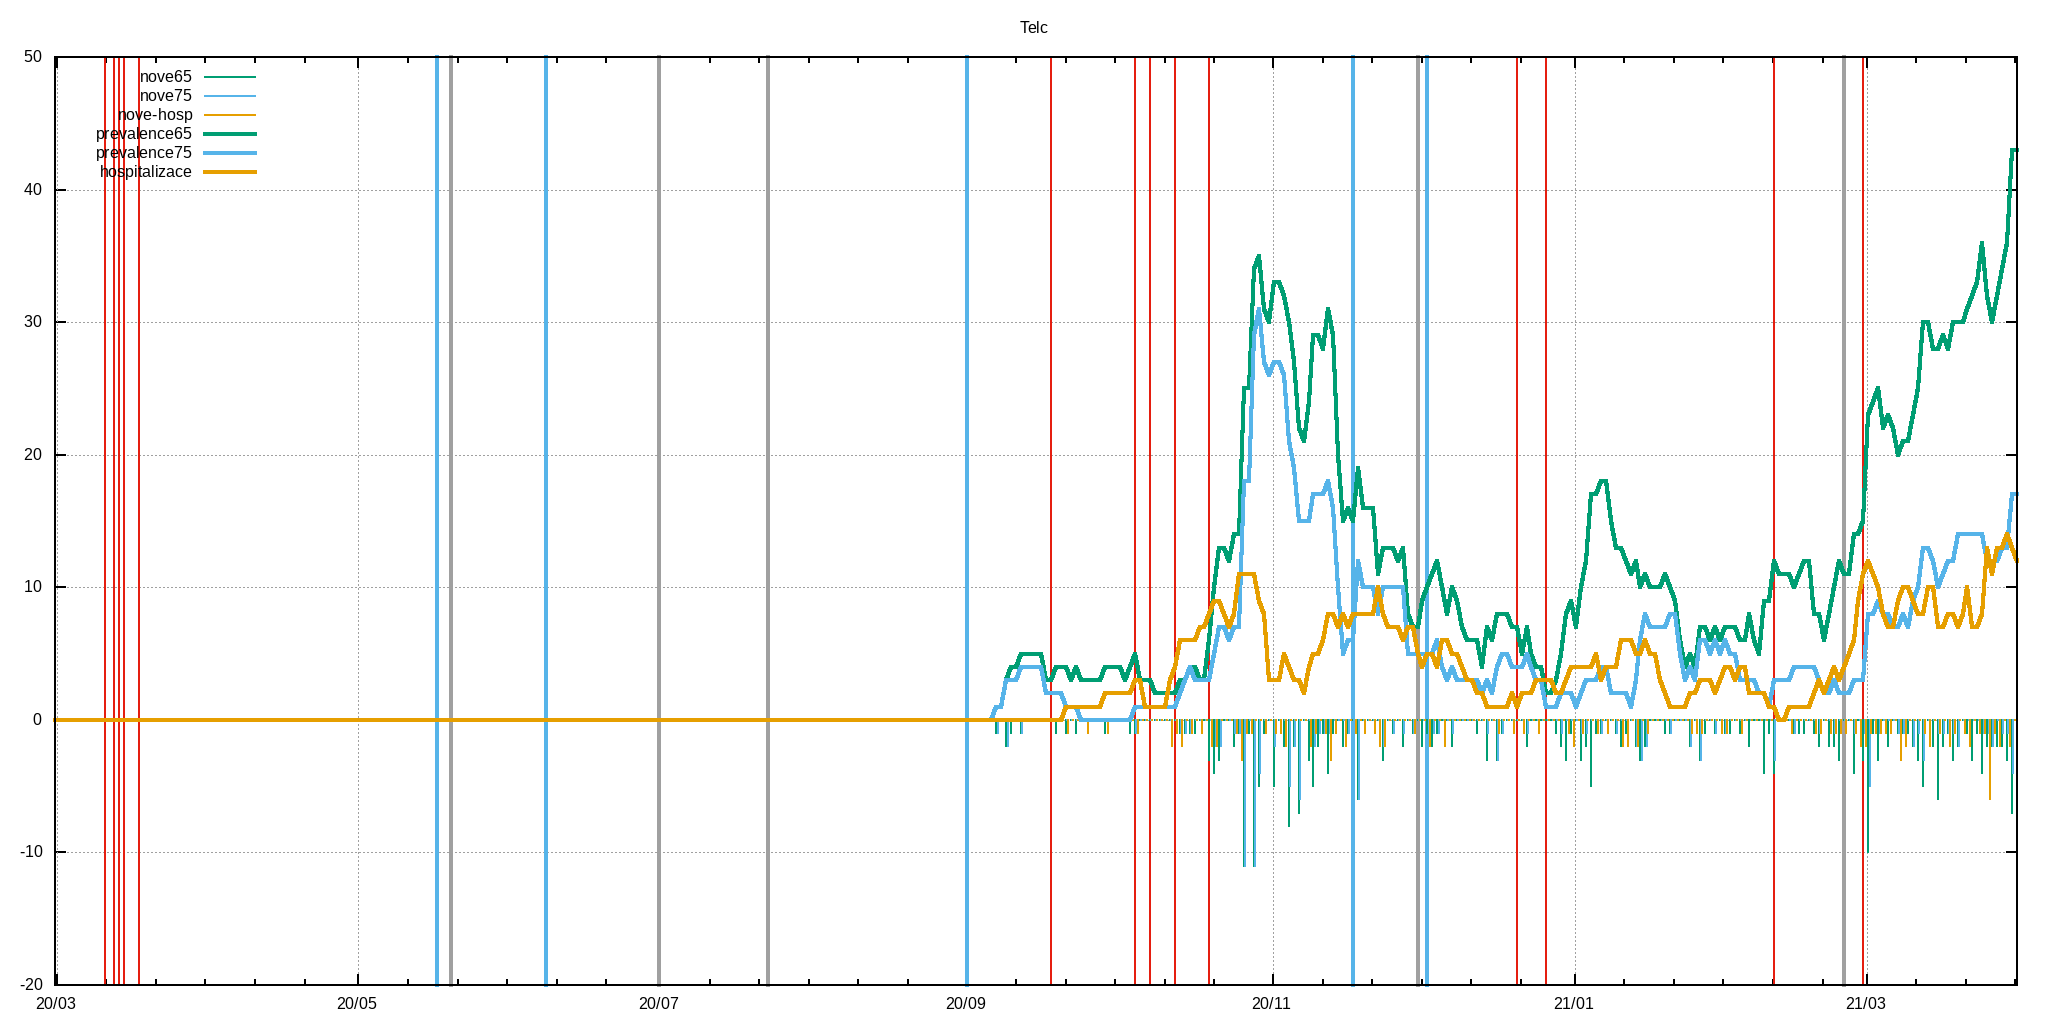 Telc
50
nove65
nove75
nove-hosp
prevalence65
prevalence75
hospitalizace
40
30
20
10
0
-10
-20
20/03 20/05 20/07 20/09 20/11 21/01 21/03